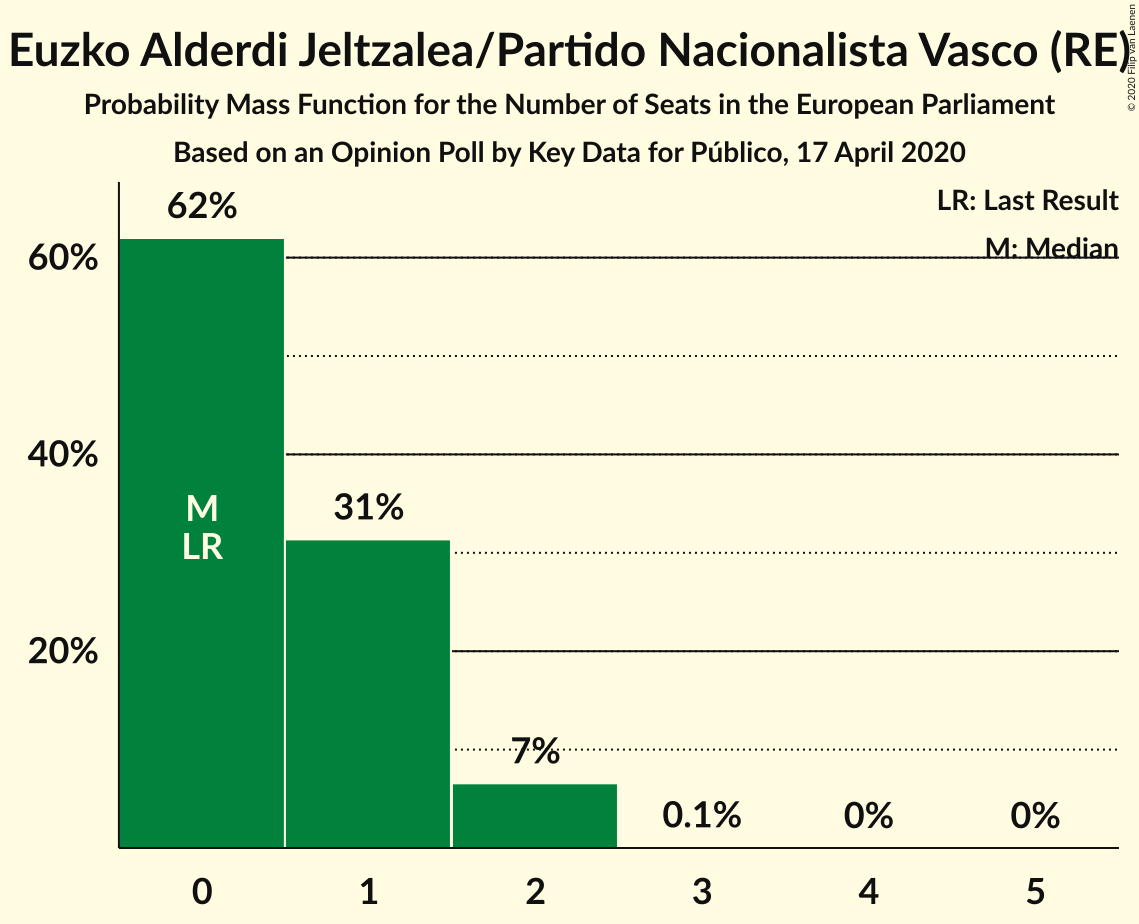 Euzko Alderdi Jeltzalea/Partido Nacionalista Vasco (RE)
© 2020 Filip van Laenen
Probability Mass Function for the Number of Seats in the European Parliament
Based on an Opinion Poll by Key Data for Público, 17 April 2020
LR: Last Result
M: Median
62%
60%
40%
20%
M
LR
31%
7%
0.1%
0%
0%
0
1
2
3
4
5